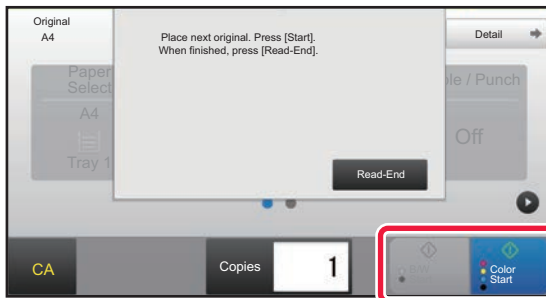 Original
A4
Place next original. Press [Start].
When finished, press [Read-End].
Detail
Paper
Select
A4
Tray 1
le / Punch
Off
Read-End
CA
Copies
1
B/W
Color
Start